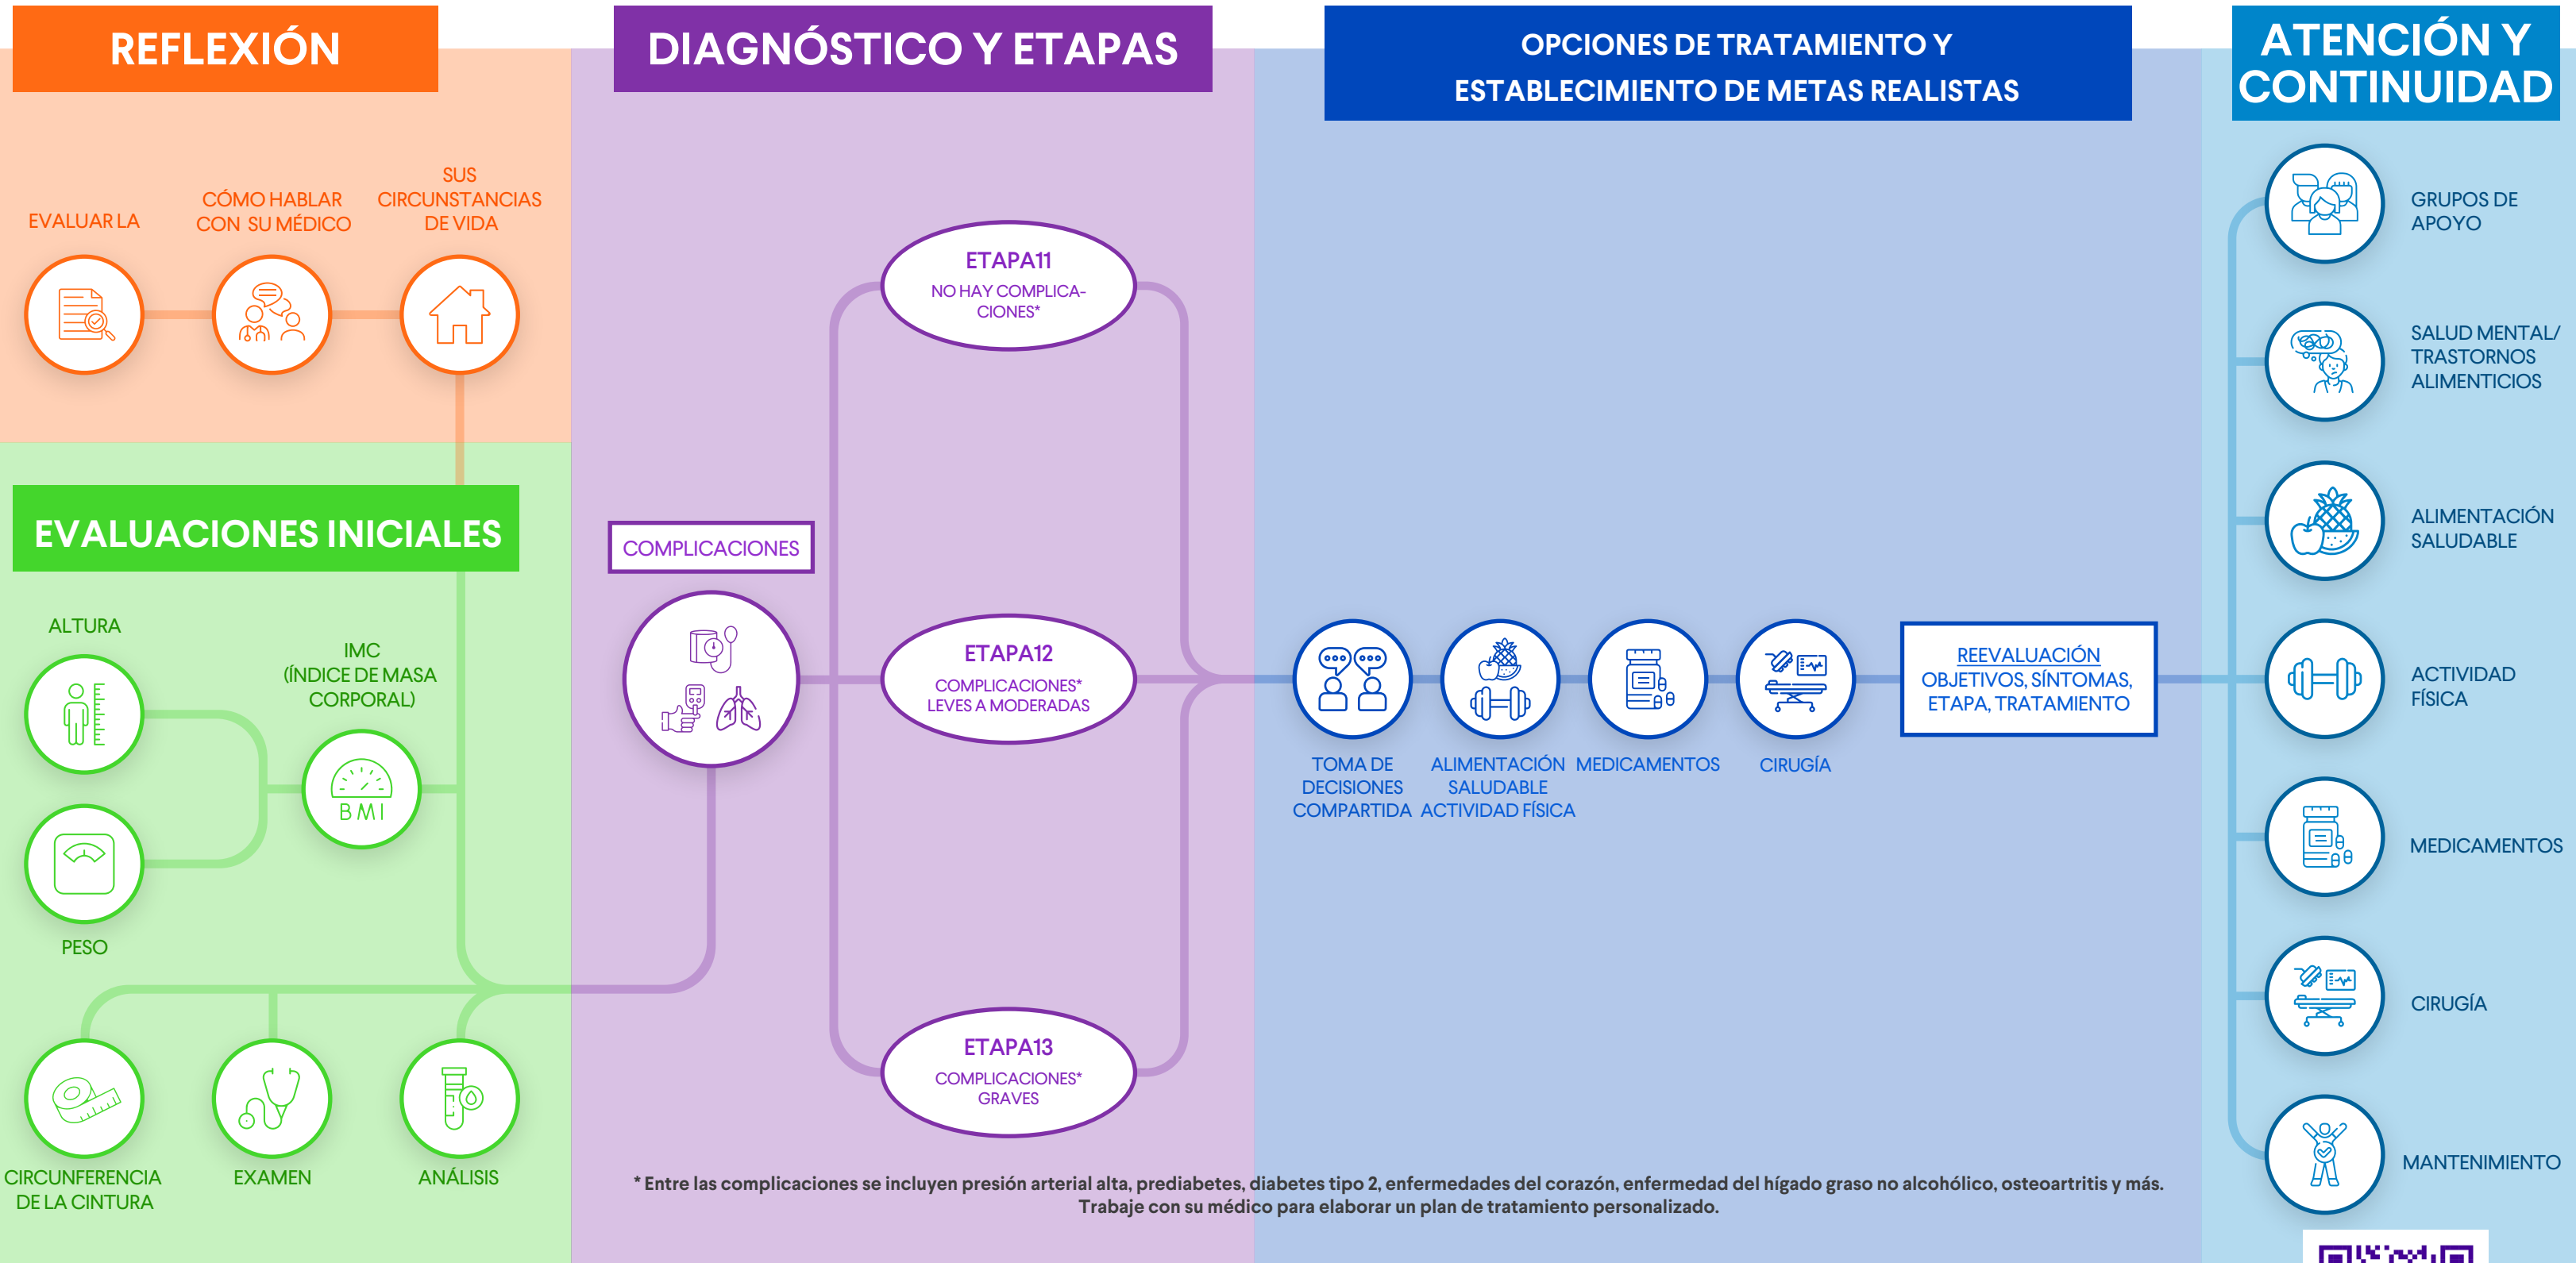 REFLEXIÓN
EVALUAR LA
CÓMO HABLAR
CON SU MÉDICO
SUS
CIRCUNSTANCIAS
DE VIDA
EVALUACIONES INICIALES
ALTURA
IMC
(ÍNDICE DE MASA
CORPORAL)
BMI
PESO
CIRCUNFERENCIA
DE LA CINTURA
EXAMEN
ANÁLISIS
DIAGNÓSTICO Y ETAPAS
COMPLICACIONES
ETAPA11
NO HAY COMPLICA-
CIONES*
ETAPA12
COMPLICACIONES*
LEVES A MODERADAS
ETAPA13
COMPLICACIONES*
GRAVES
OPCIONES DE TRATAMIENTO Y
ESTABLECIMIENTO DE METAS REALISTAS
TOMA DE
DECISIONES
COMPARTIDA
ALIMENTACIÓN
SALUDABLE
ACTIVIDAD FÍSICA
MEDICAMENTOS
CIRUGÍA
REEVALUACIÓN
OBJETIVOS, SÍNTOMAS,
ETAPA, TRATAMIENTO
ATENCIÓN Y
CONTINUIDAD
GRUPOS DE
APOYO
SALUD MENTAL/
TRASTORNOS
ALIMENTICIOS
ALIMENTACIÓN
SALUDABLE
ACTIVIDAD
FÍSICA
MEDICAMENTOS
CIRUGÍA
MANTENIMIENTO
* Entre las complicaciones se incluyen presión arterial alta, prediabetes, diabetes tipo 2, enfermedades del corazón, enfermedad del hígado graso no alcohólico, osteoartritis y más.
Trabaje con su médico para elaborar un plan de tratamiento personalizado.